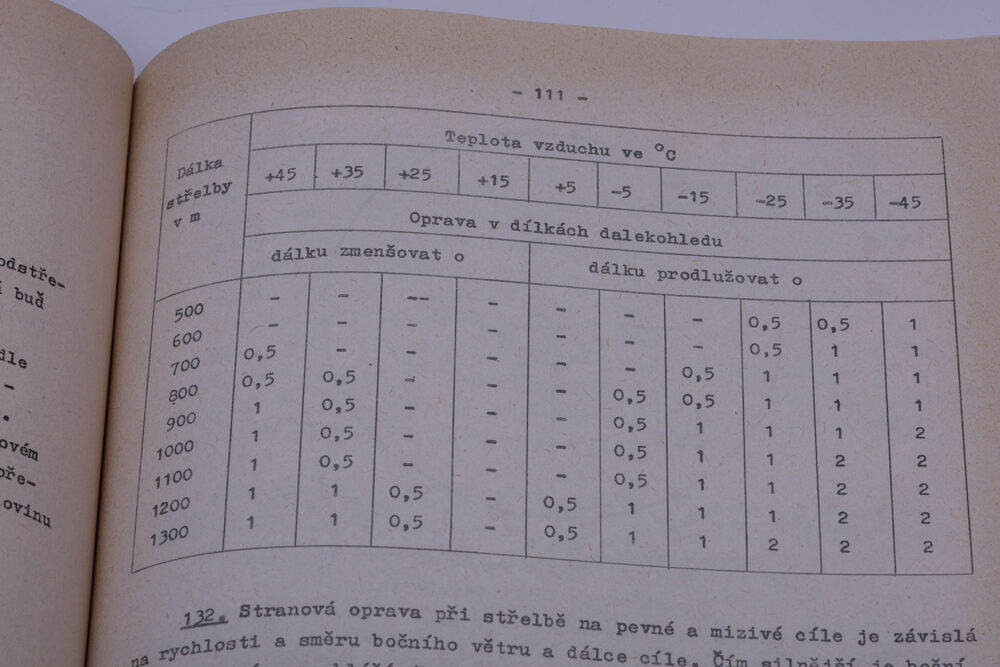 odstře-
í buď
dle
-
.
ovém
pře-
ovinu
- 111 -
Dálka
střelby
v m
Teplota vzduchu ve °C
+45 +35 +25 +15 +5 -5 -15 -25 -35 -45
Oprava v dílkách dalekohledu
dálku zmenšovat o dálku prodlužovat o
500 - - -- - - - - 0,5 0,5 1
600 - - - - - - - 0,5 1 1
700 0,5 - - - - - 0,5 1 1 1
800 0,5 0,5 - - - 0,5 0,5 1 1 1
900 1 0,5 - - - 0,5 1 1 1 2
1000 1 0,5 - - - 0,5 1 1 2 2
1100 1 0,5 - - - 0,5 1 1 2 2
1200 1 1 0,5 - 0,5 1 1 1 2 2
1300 1 1 0,5 - 0,5 1 1 2 2 2
132. Stranová oprava při střelbě na pevné a mizivé cíle je závislá
na rychlosti a směru bočního větru a dálce cíle. Čím silnější je boční